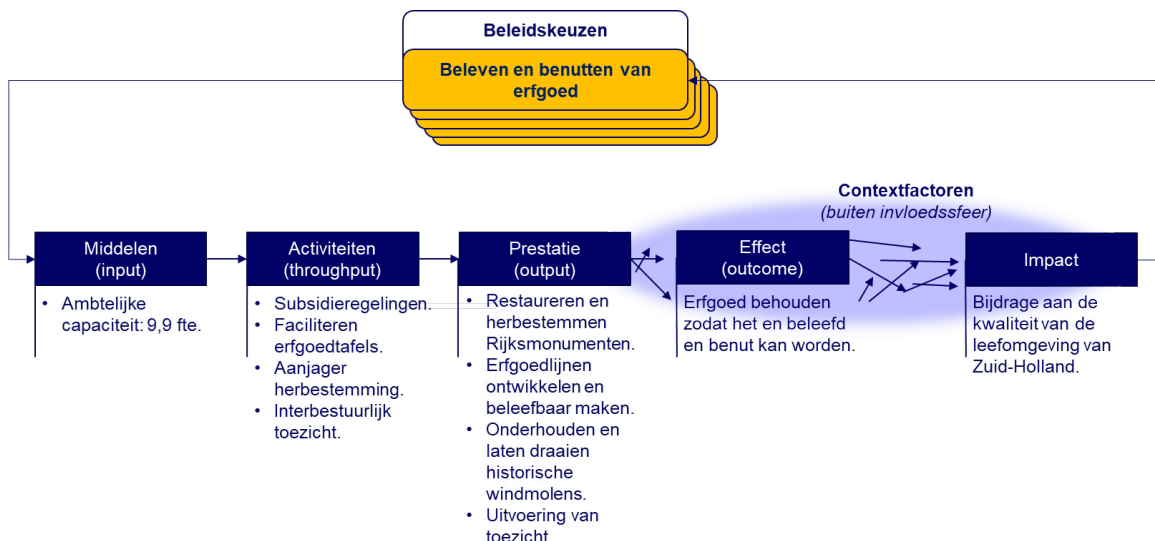 Beleidskeuzen
Beleven en benutten van
erfgoed
Contextfactoren
(buiten invloedssfeer)
Middelen
(input)
• Ambtelijke
capaciteit: 9,9 fte.
Activiteiten
(throughput)
• Subsidieregelingen.
• Faciliteren
erfgoedtafels.
• Aanjager
herbestemming.
• Interbestuurlijk
toezicht.
Prestatie
(output)
• Restaureren en
herbestemmen
Rijksmonumenten.
• Erfgoedlijnen
ontwikkelen en
beleefbaar maken.
• Onderhouden en
laten draaien
historische
windmolens.
• Uitvoering van
toezicht
Effect
(outcome)
Erfgoed behouden
zodat het en beleefd
en benut kan worden.
Impact
Bijdrage aan de
kwaliteit van de
leefomgeving van
Zuid-Holland.